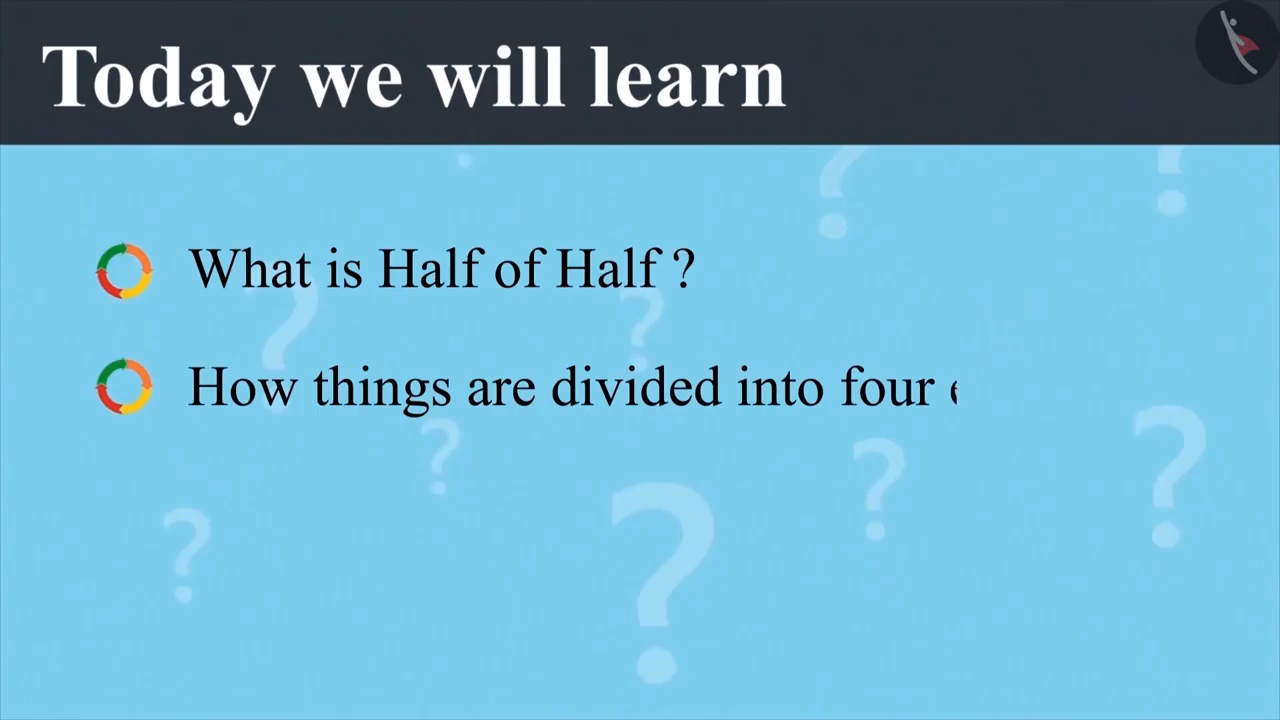 Today we will learn
What is Half of Half ?
How things are divided into four